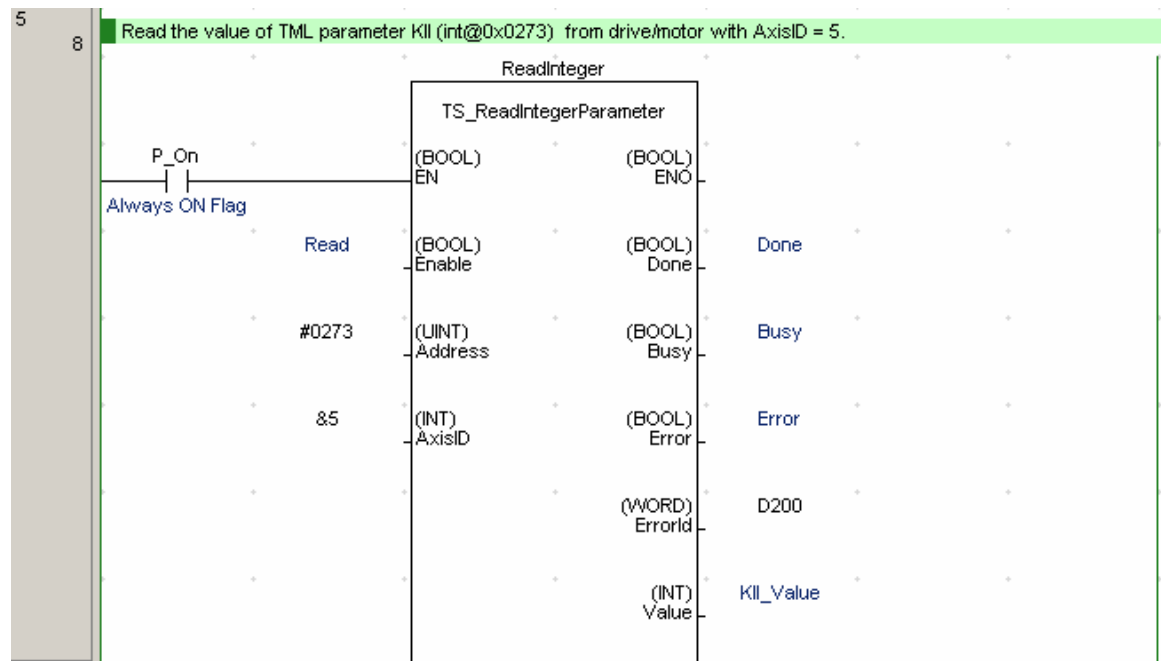 5
8
Read the value of TML parameter KII (int@0x0273) from drive/motor with AxisID = 5.
ReadInteger
TS_ReadIntegerParameter
P_On
(BOOL)
EN
(BOOL)
ENO
Always ON Flag
Read
(BOOL)
Enable
(BOOL)
Done
Done
#0273
(UINT)
Address
(BOOL)
Busy
Busy
&5
(INT)
AxisID
(BOOL)
Error
Error
(WORD)
ErrorId
D200
(INT)
Value
KII_Value